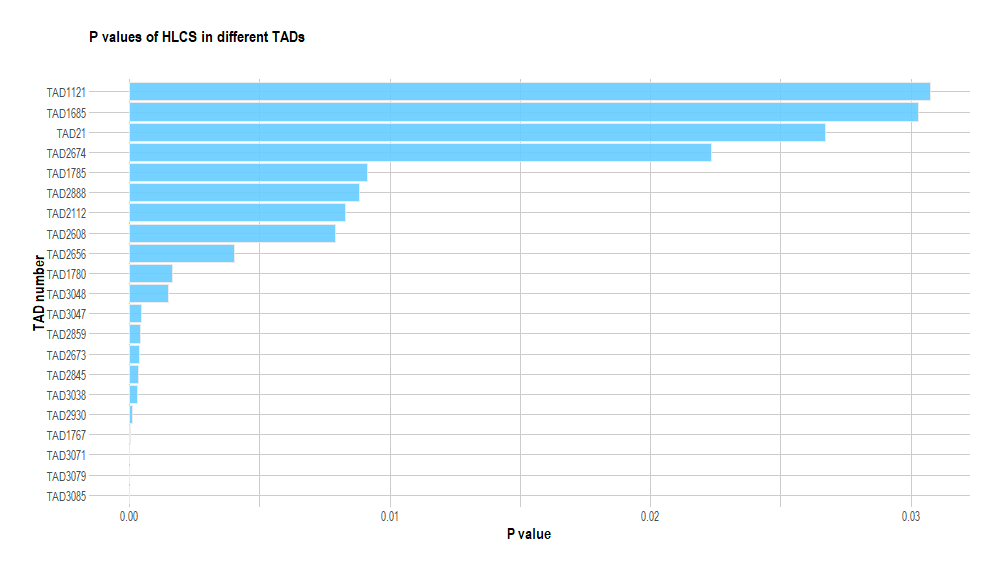 P values of HLCS in different TADs
TAD1121
TAD1685
TAD21
TAD2674
TAD1785
TAD2888
TAD2112
TAD2608
TAD2656
TAD1780
TAD3048
TAD3047
TAD2859
TAD2673
TAD2845
TAD3038
TAD2930
TAD1767
TAD3071
TAD3079
TAD3085
TAD number
0.00 0.01 0.02 0.03
P value